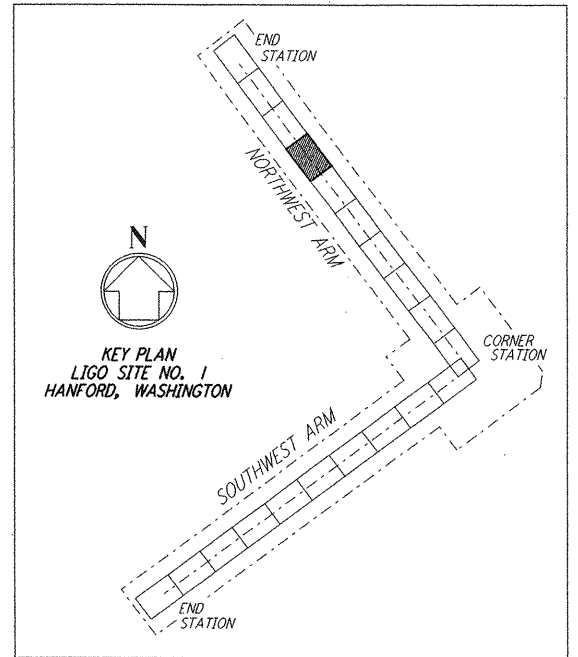 END
STATION
NORTHWEST ARM
N
KEY PLAN
LIGO SITE NO. 1
HANFORD, WASHINGTON
CORNER
STATION
SOUTHWEST ARM
END
STATION